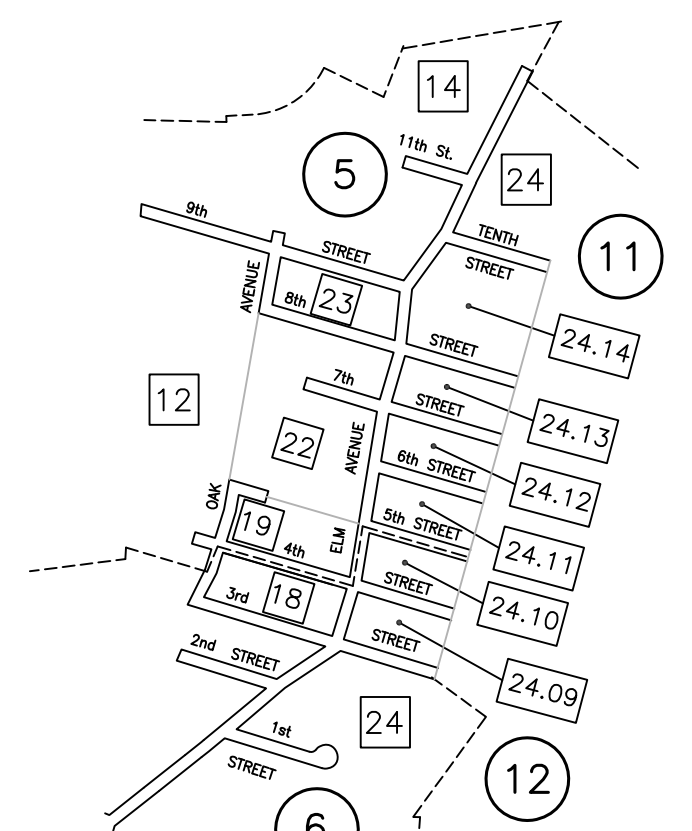 14
11th St.
5
24
9th
TENTH
STREET
STREET
11
AVENUE
8th
23
STREET
24.14
7th
STREET
12
24.13
22
AVENUE
6th STREET
24.12
OAK
19
5th STREET
ELM
4th
24.11
STREET
18
3rd
24.10
2nd STREET
STREET
24.09
24
1st
STREET
12
6